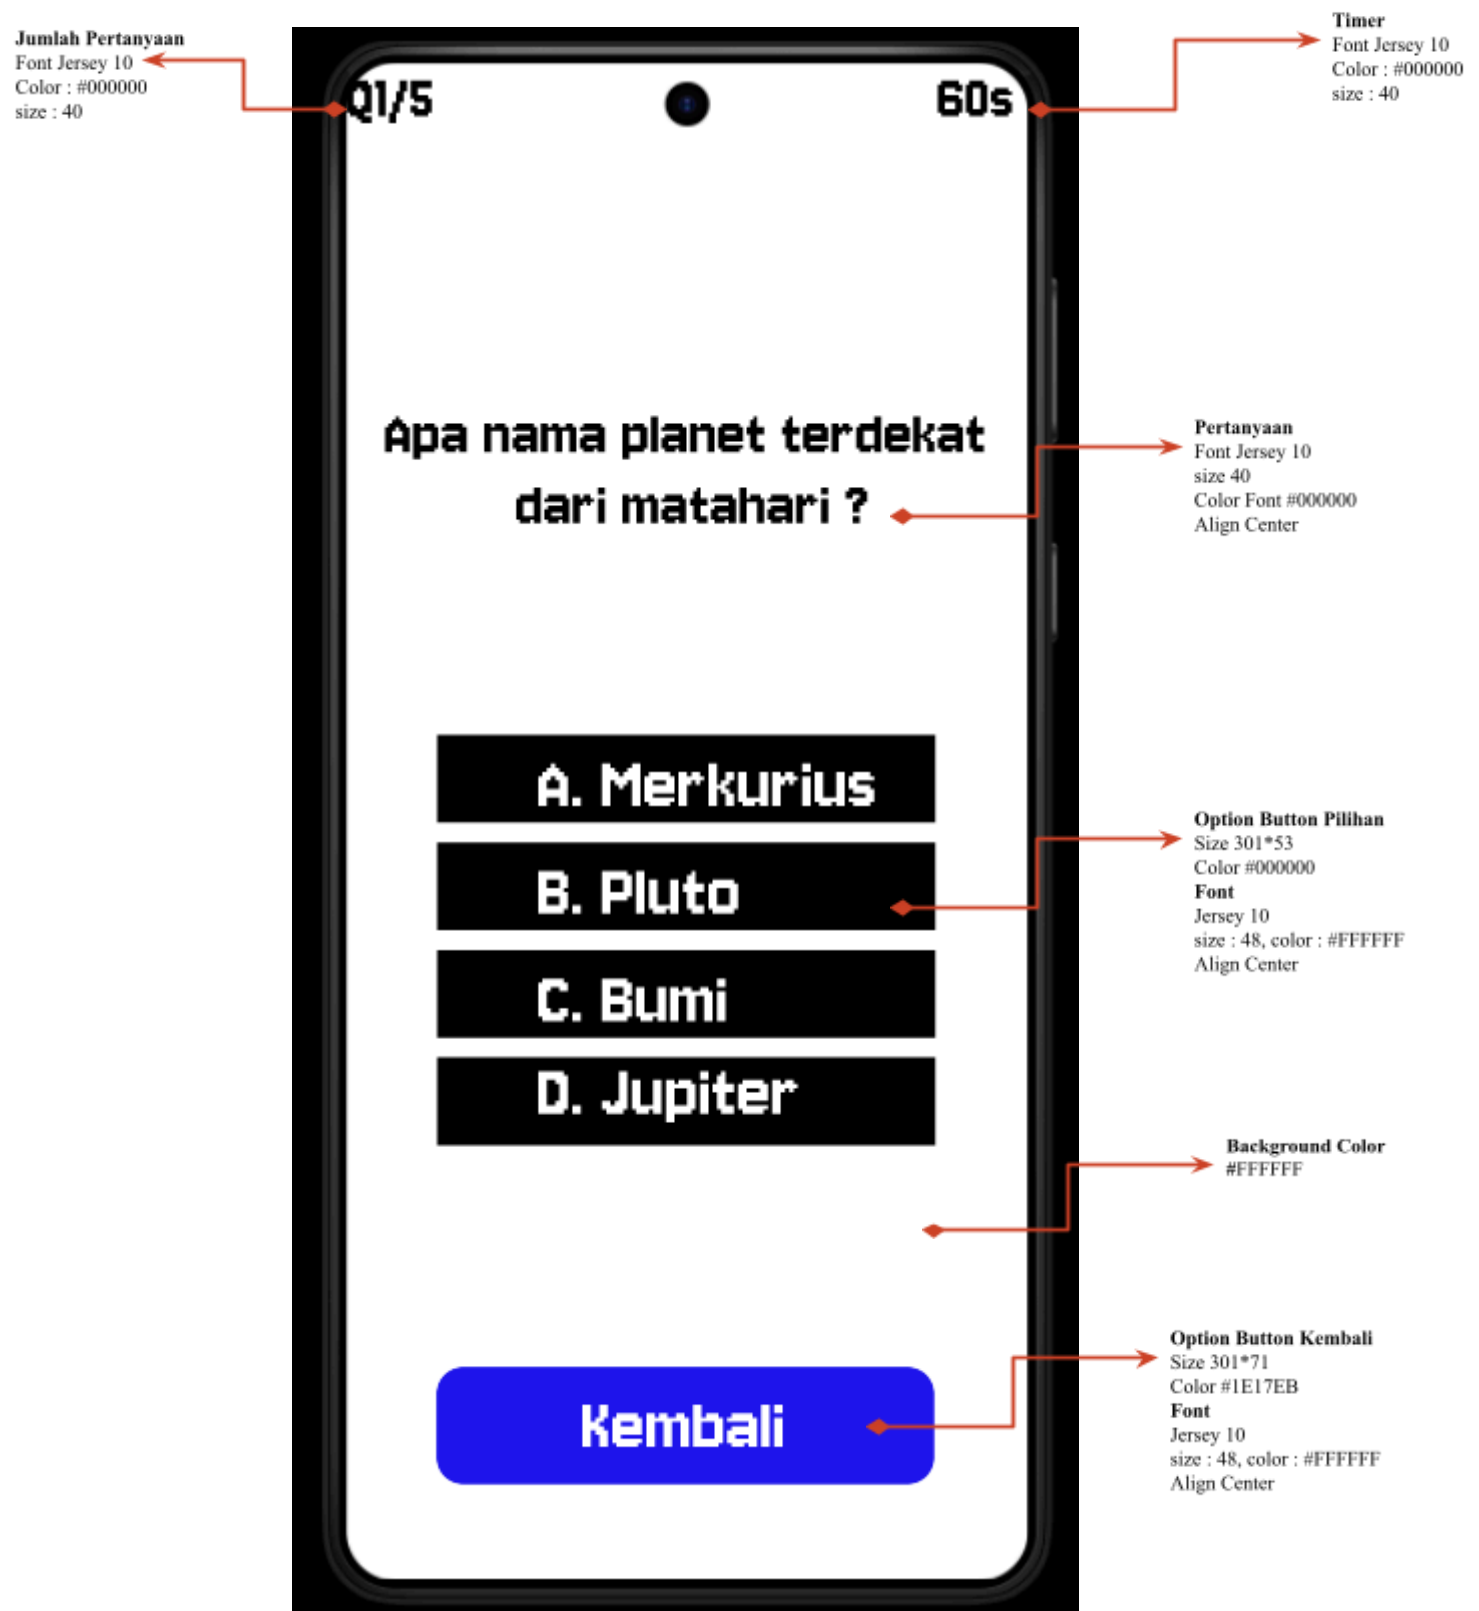 Jumlah Pertanyaan
Font Jersey 10
Color : #000000
size : 40
Timer
Font Jersey 10
Color : #000000
size : 40
Q1/5
60s
Apa nama planet terdekat
dari matahari ?
Pertanyaan
Font Jersey 10
size 40
Color Font #000000
Align Center
A. Merkurius
B. Pluto
C. Bumi
D. Jupiter
Option Button Pilihan
Size 301*53
Color #000000
Font
Jersey 10
size : 48, color : #FFFFFF
Align Center
Background Color
#FFFFFF
Kembali
Option Button Kembali
Size 301*71
Color #1E17EB
Font
Jersey 10
size : 48, color : #FFFFFF
Align Center